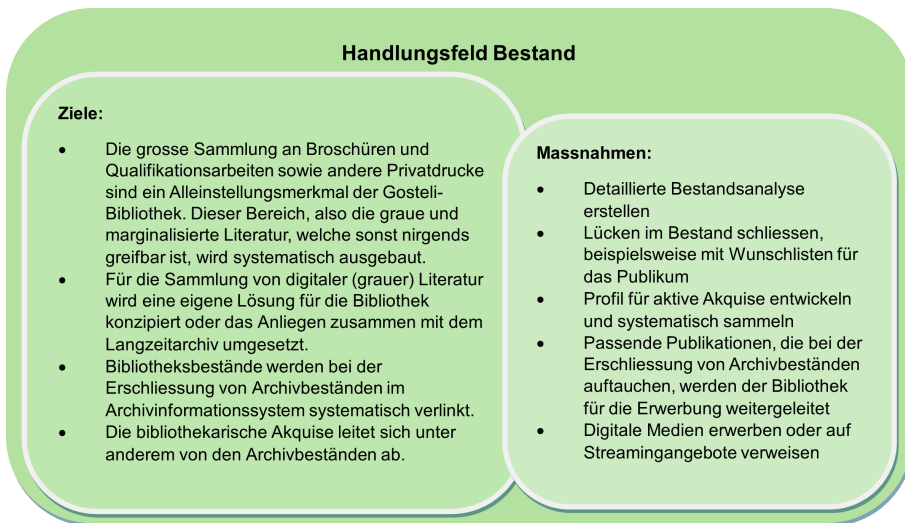 Handlungsfeld Bestand
Ziele:
• Die grosse Sammlung an Broschüren und
Qualifikationsarbeiten sowie andere Privatdrucke
sind ein Alleinstellungsmerkmal der Gosteli-
Bibliothek. Dieser Bereich, also die graue und
marginalisierte Literatur, welche sonst nirgends
greifbar ist, wird systematisch ausgebaut.
• Für die Sammlung von digitaler (grauer) Literatur
wird eine eigene Lösung für die Bibliothek
konzipiert oder das Anliegen zusammen mit dem
Langzeitarchiv umgesetzt.
• Bibliotheksbestände werden bei der
Erschliessung von Archivbeständen im
Archivinformationssystem systematisch verlinkt.
• Die bibliothekarische Akquise leitet sich unter
anderem von den Archivbeständen ab.
Massnahmen:
• Detaillierte Bestandsanalyse
erstellen
• Lücken im Bestand schliessen,
beispielsweise mit Wunschlisten für
das Publikum
• Profil für aktive Akquise entwickeln
und systematisch sammeln
• Passende Publikationen, die bei der
Erschliessung von Archivbeständen
auftauchen, werden der Bibliothek
für die Erwerbung weitergeleitet
• Digitale Medien erwerben oder auf
Streamingangebote verweisen